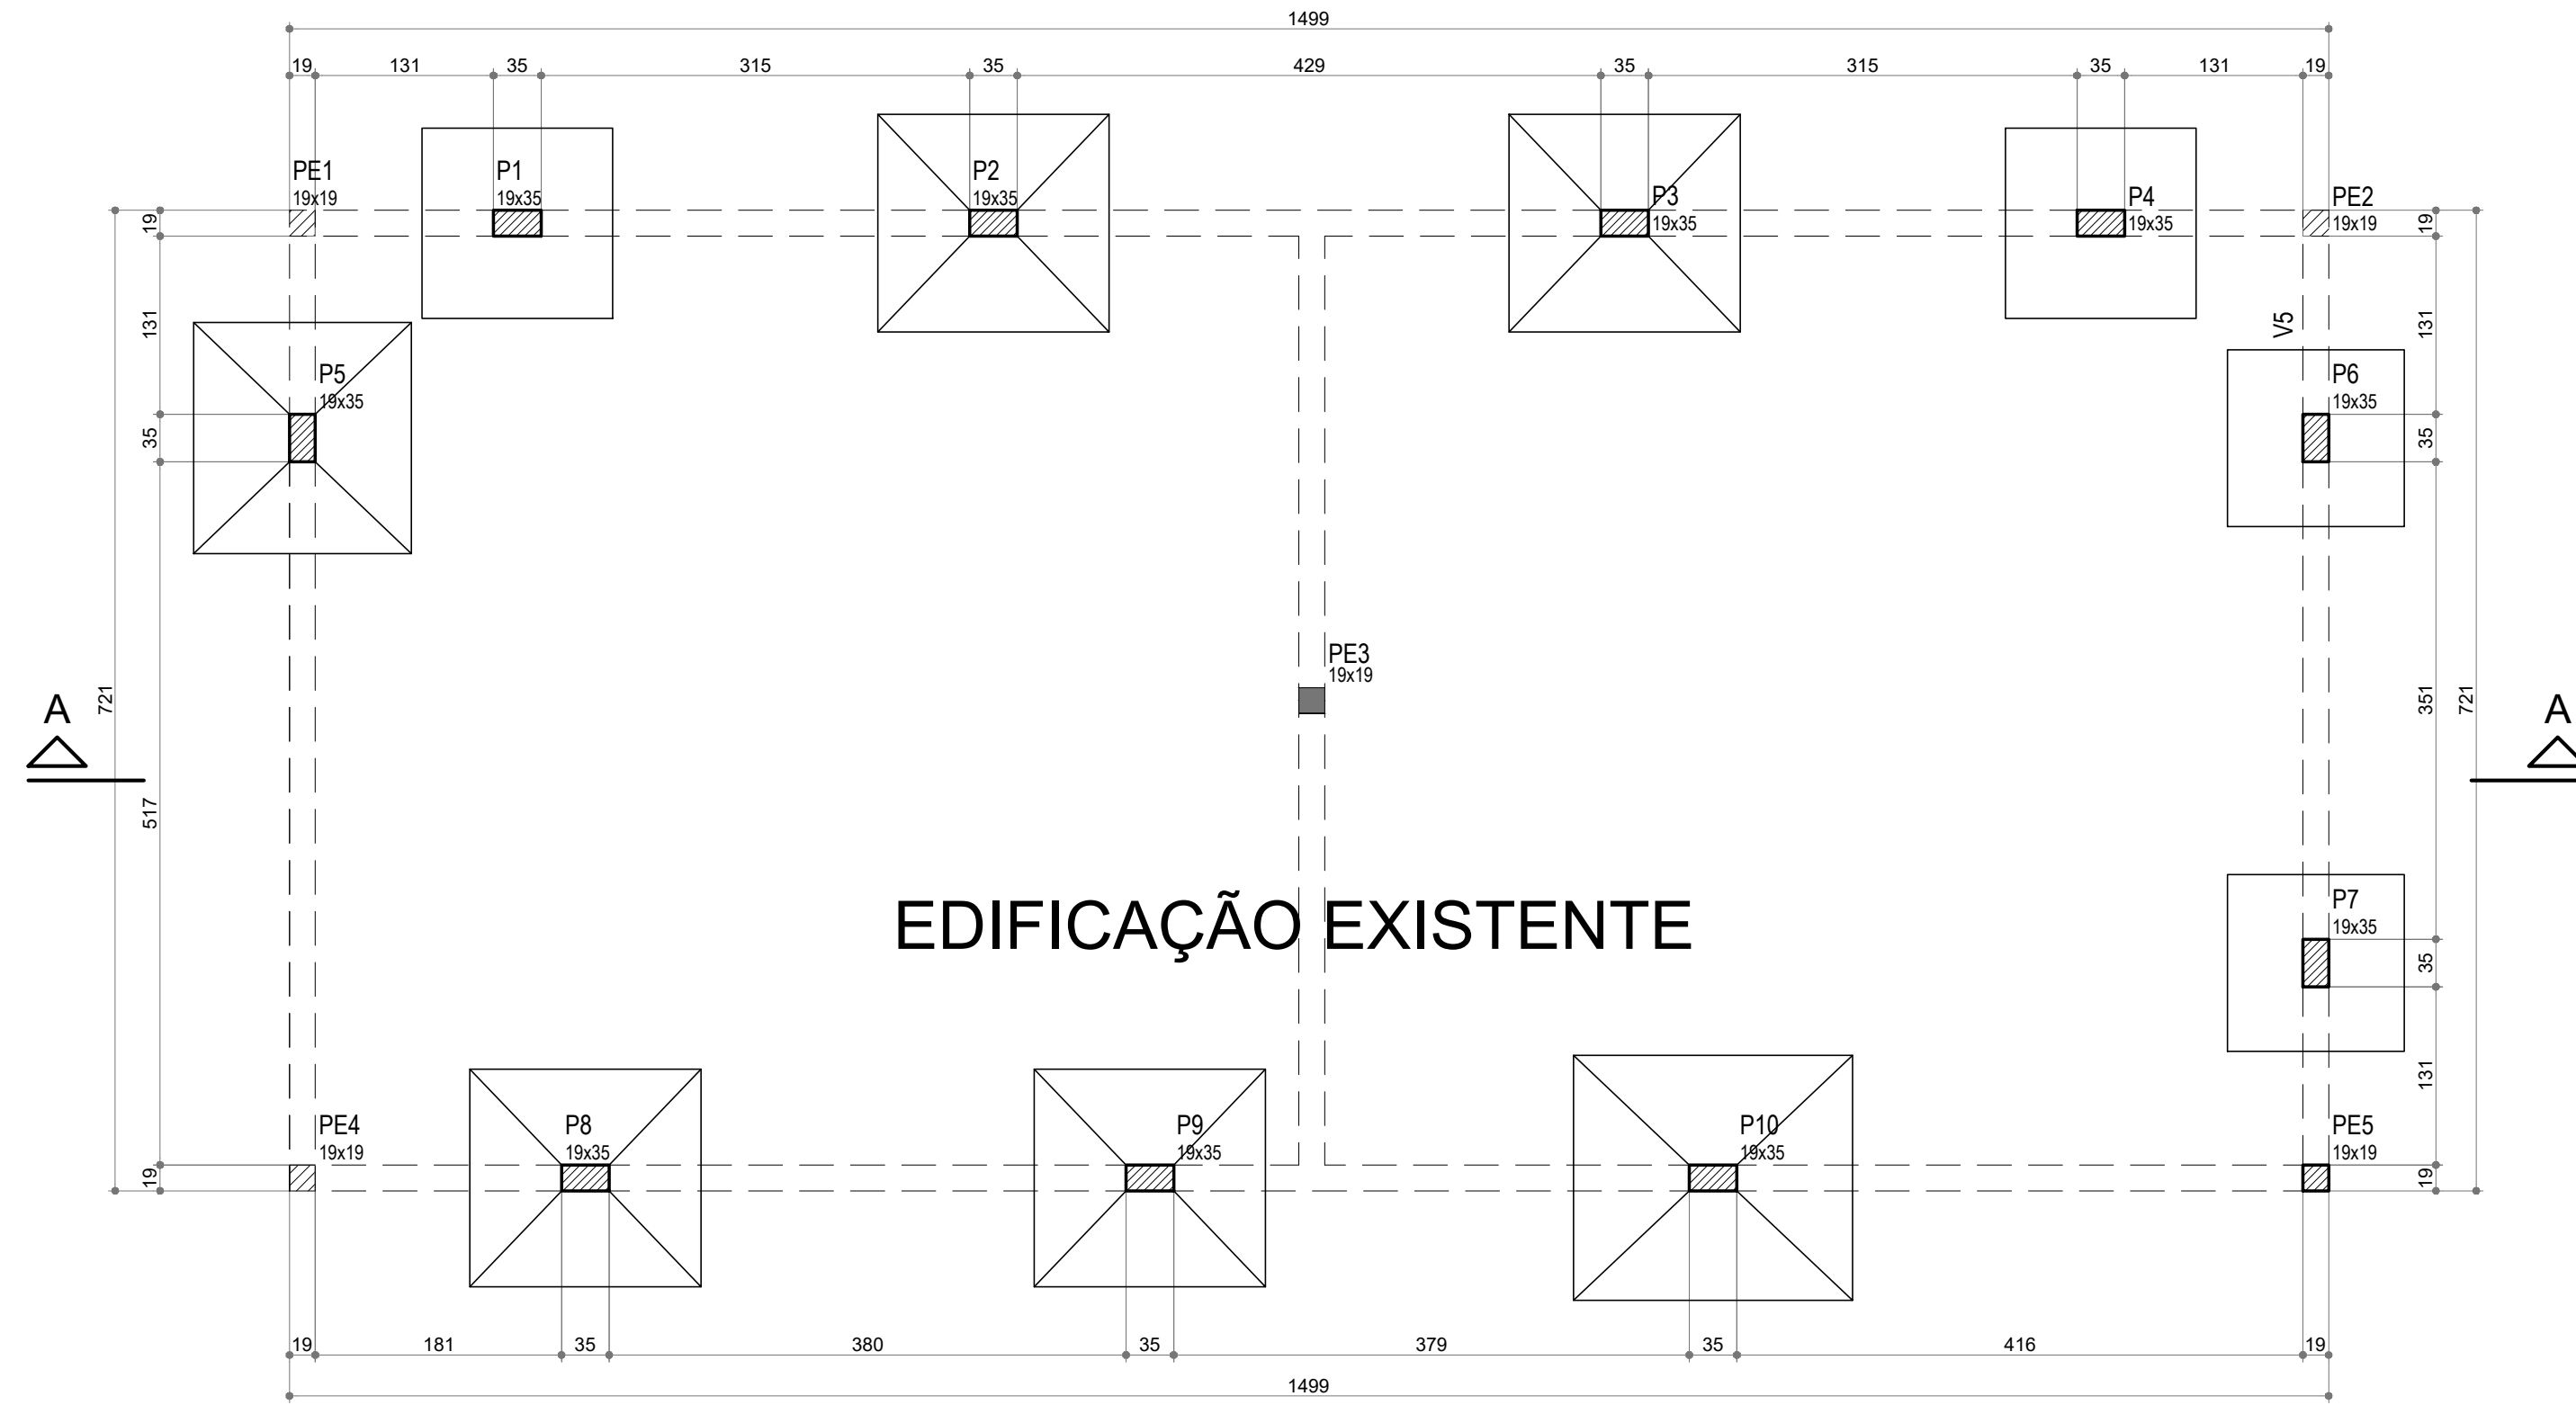 1499
19 131 35 315 35 429 35 315 35 131 19
PE1
19x19
P1
19x35
P2
19x35
P3
19x35
P4
19x35
PE2
19x19
19
19
131
131
V5
P5
19x35
P6
19x35
35
35
PE3
19x19
A
721
351
721
A
517
EDIFICAÇÃO EXISTENTE
P7
19x35
35
131
PE4
19x19
P8
19x35
P9
19x35
P10
19x35
PE5
19x19
19
19
19 181 35 380 35 379 35 416 19
1499